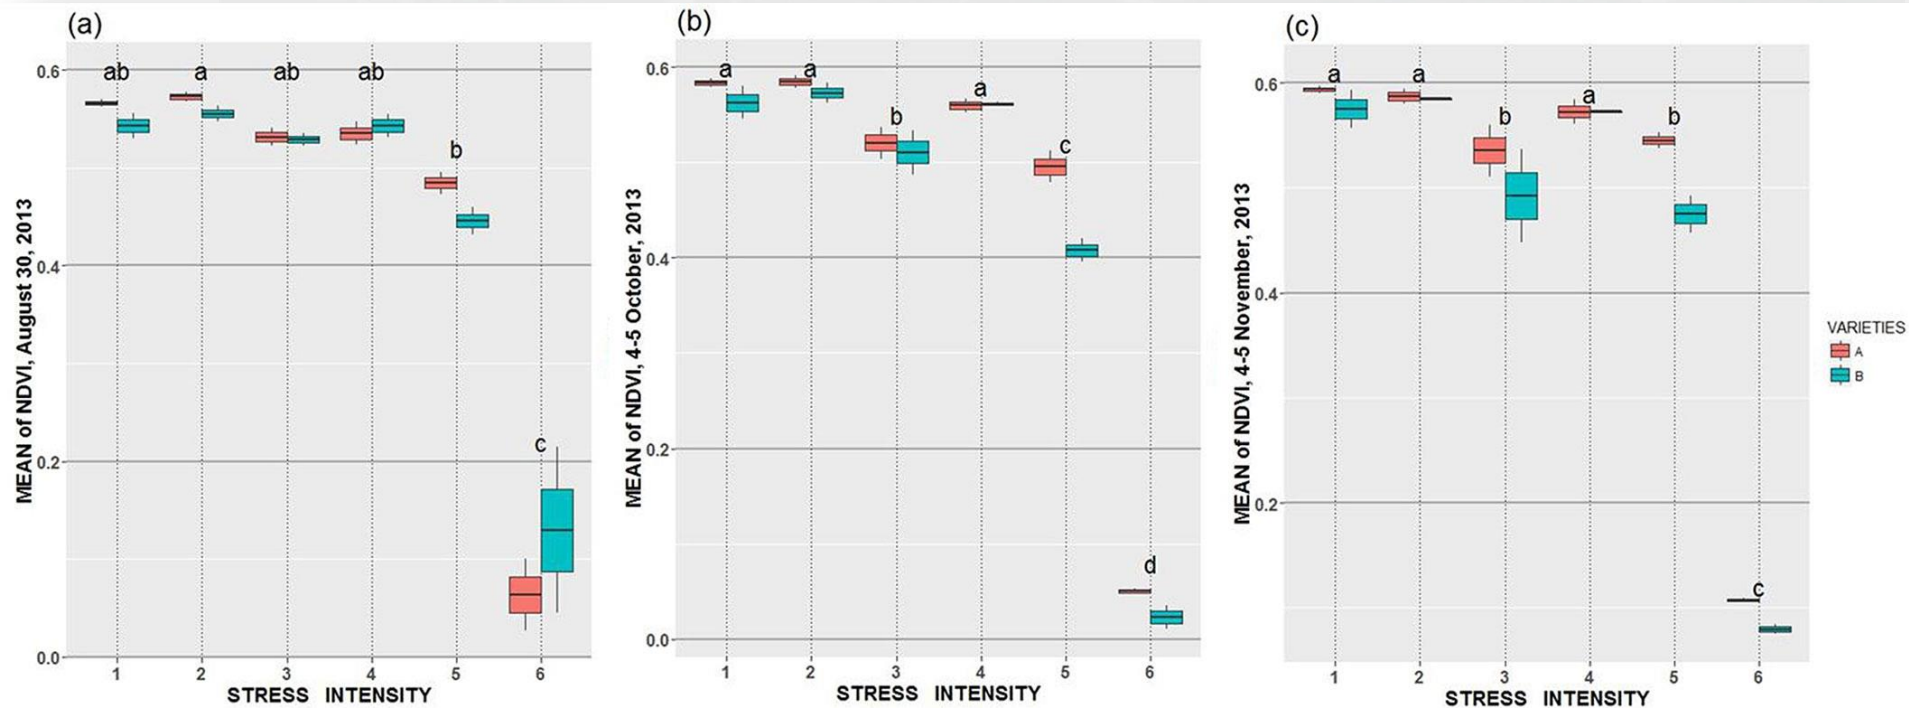 (a)
MEAN of NDVI, August 30, 2013
0.6
0.4
0.2
0.0
ab
a
ab
ab
b
c
1 2 3 4 5 6
STRESS INTENSITY
(b)
MEAN of NDVI, 4-5 October, 2013
0.6
0.4
0.2
0.0
a
a
b
a
c
d
1 2 3 4 5 6
STRESS INTENSITY
(c)
MEAN of NDVI, 4-5 November, 2013
0.6
0.4
0.2
a
a
b
a
b
c
1 2 3 4 5 6
STRESS INTENSITY
VARIETIES
A
B